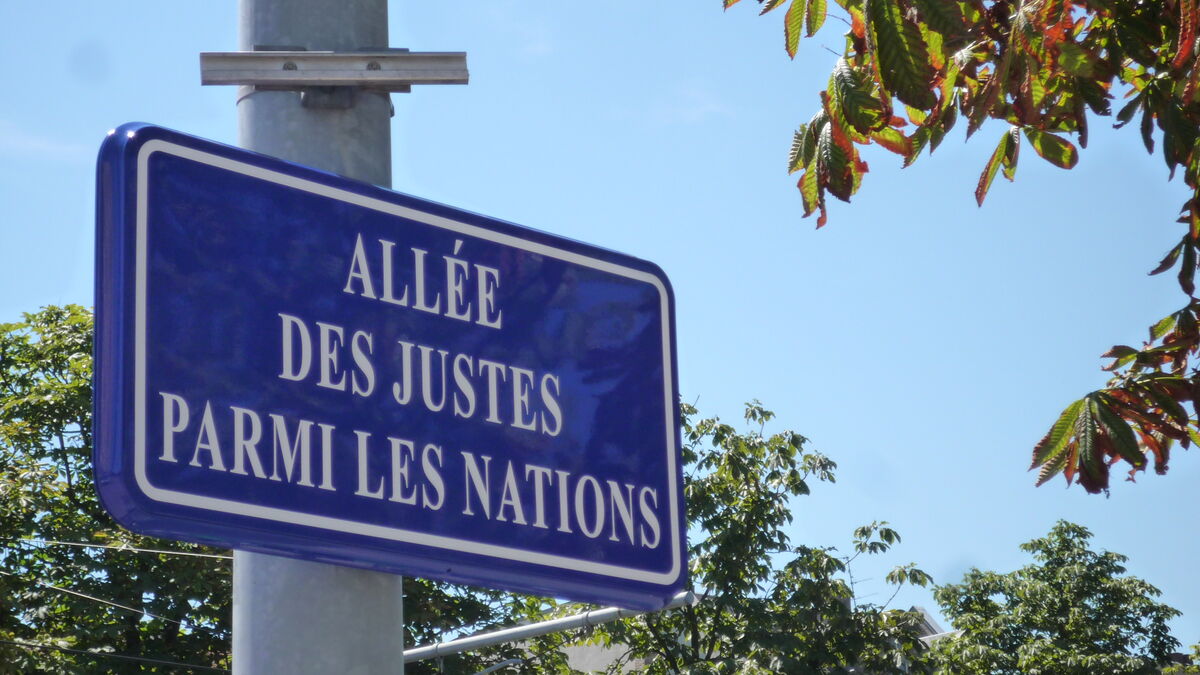 ALLÉE
DES JUSTES
PARMI LES NATIONS